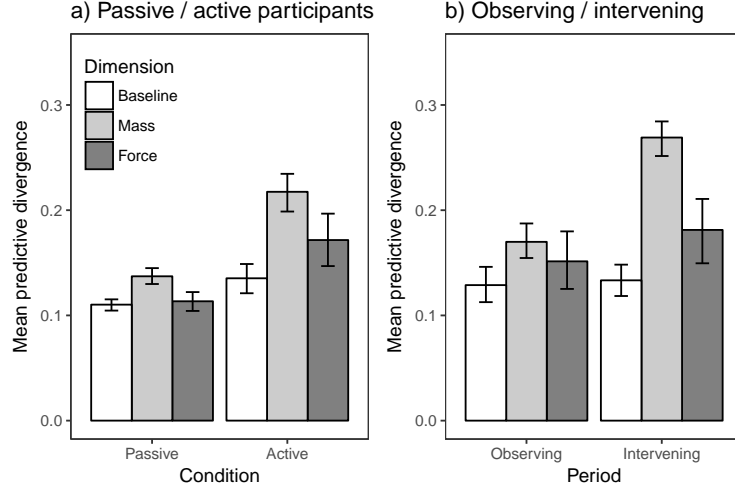 a) Passive / active participants
Dimension
Baseline
Mass
Force
0.3
0.2
0.1
0.0
Mean predictive divergence
Passive
Active
Condition
b) Observing / intervening
0.3
0.2
0.1
0.0
Mean predictive divergence
Observing
Intervening
Period